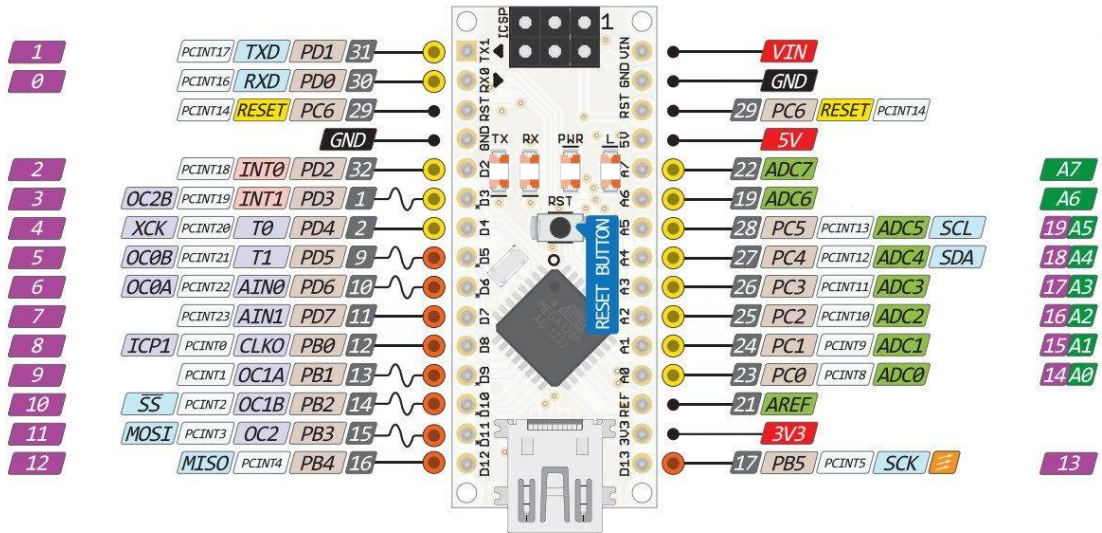 ICSP 1
1 PCINT17 TXD PD1 31 TX1 VIN VIN
0 PCINT16 RXD PD0 30 RX0 GND GND
PCINT14 RESET PC6 29 RST RST 29 PC6 RESET PCINT14
GND GND 5V 5V
TX RX PWR L
2 PCINT18 INT0 PD2 32 D2 A7 22 ADC7 A7
3 OC2B PCINT19 INT1 PD3 1 D3 A6 19 ADC6 A6
RST
4 XCK PCINT20 T0 PD4 2 D4 A5 28 PC5 PCINT13 ADC5 SCL 19 A5
RESET BUTTON
5 OC0B PCINT21 T1 PD5 9 D5 A4 27 PC4 PCINT12 ADC4 SDA 18 A4
6 OC0A PCINT22 AIN0 PD6 10 D6 A3 26 PC3 PCINT11 ADC3 17 A3
7 PCINT23 AIN1 PD7 11 D7 A2 25 PC2 PCINT10 ADC2 16 A2
8 ICP1 PCINT0 CLKO PB0 12 D8 A1 24 PC1 PCINT9 ADC1 15 A1
9 PCINT1 OC1A PB1 13 D9 A0 23 PC0 PCINT8 ADC0 14 A0
10 SS PCINT2 OC1B PB2 14 D10 REF 21 AREF
11 MOSI PCINT3 OC2 PB3 15 D11 3V3 3V3
12 MISO PCINT4 PB4 16 D12 D13 17 PB5 PCINT5 SCK 13